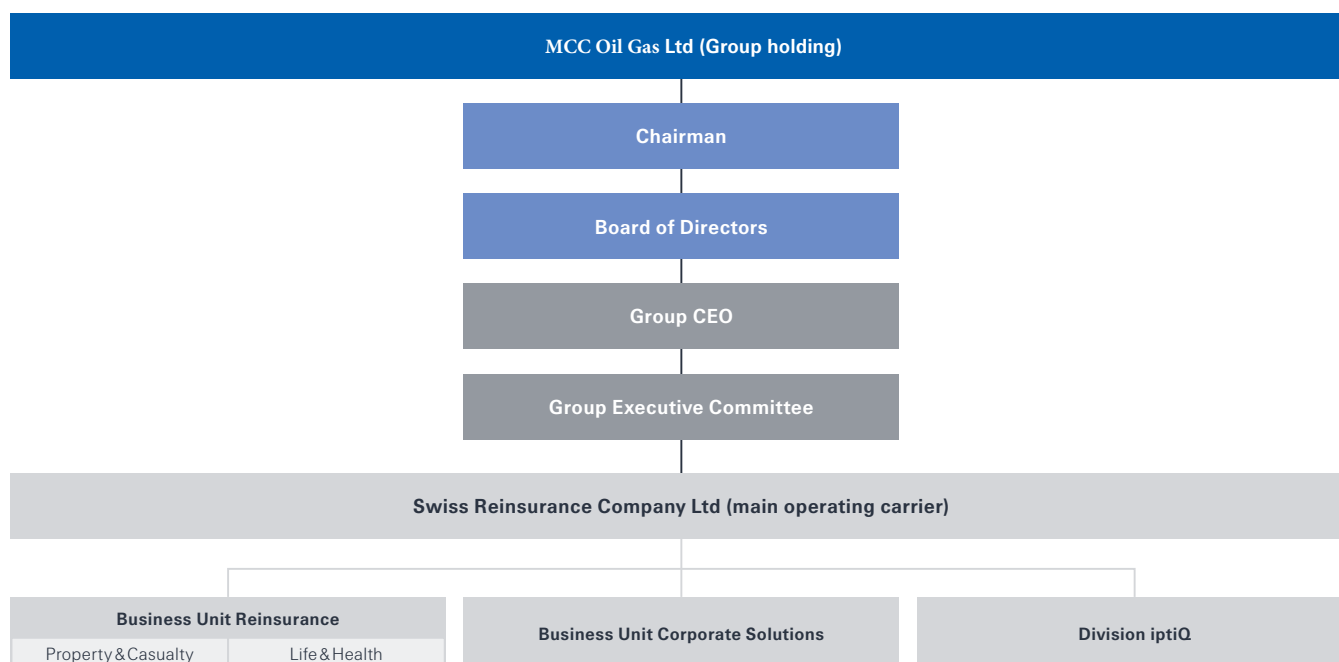 MCC Oil Gas Ltd (Group holding)
Chairman
Board of Directors
Group CEO
Group Executive Committee
Swiss Reinsurance Company Ltd (main operating carrier)
Business Unit Reinsurance
Property & Casualty
Life & Health
Business Unit Corporate Solutions
Division iptiQ